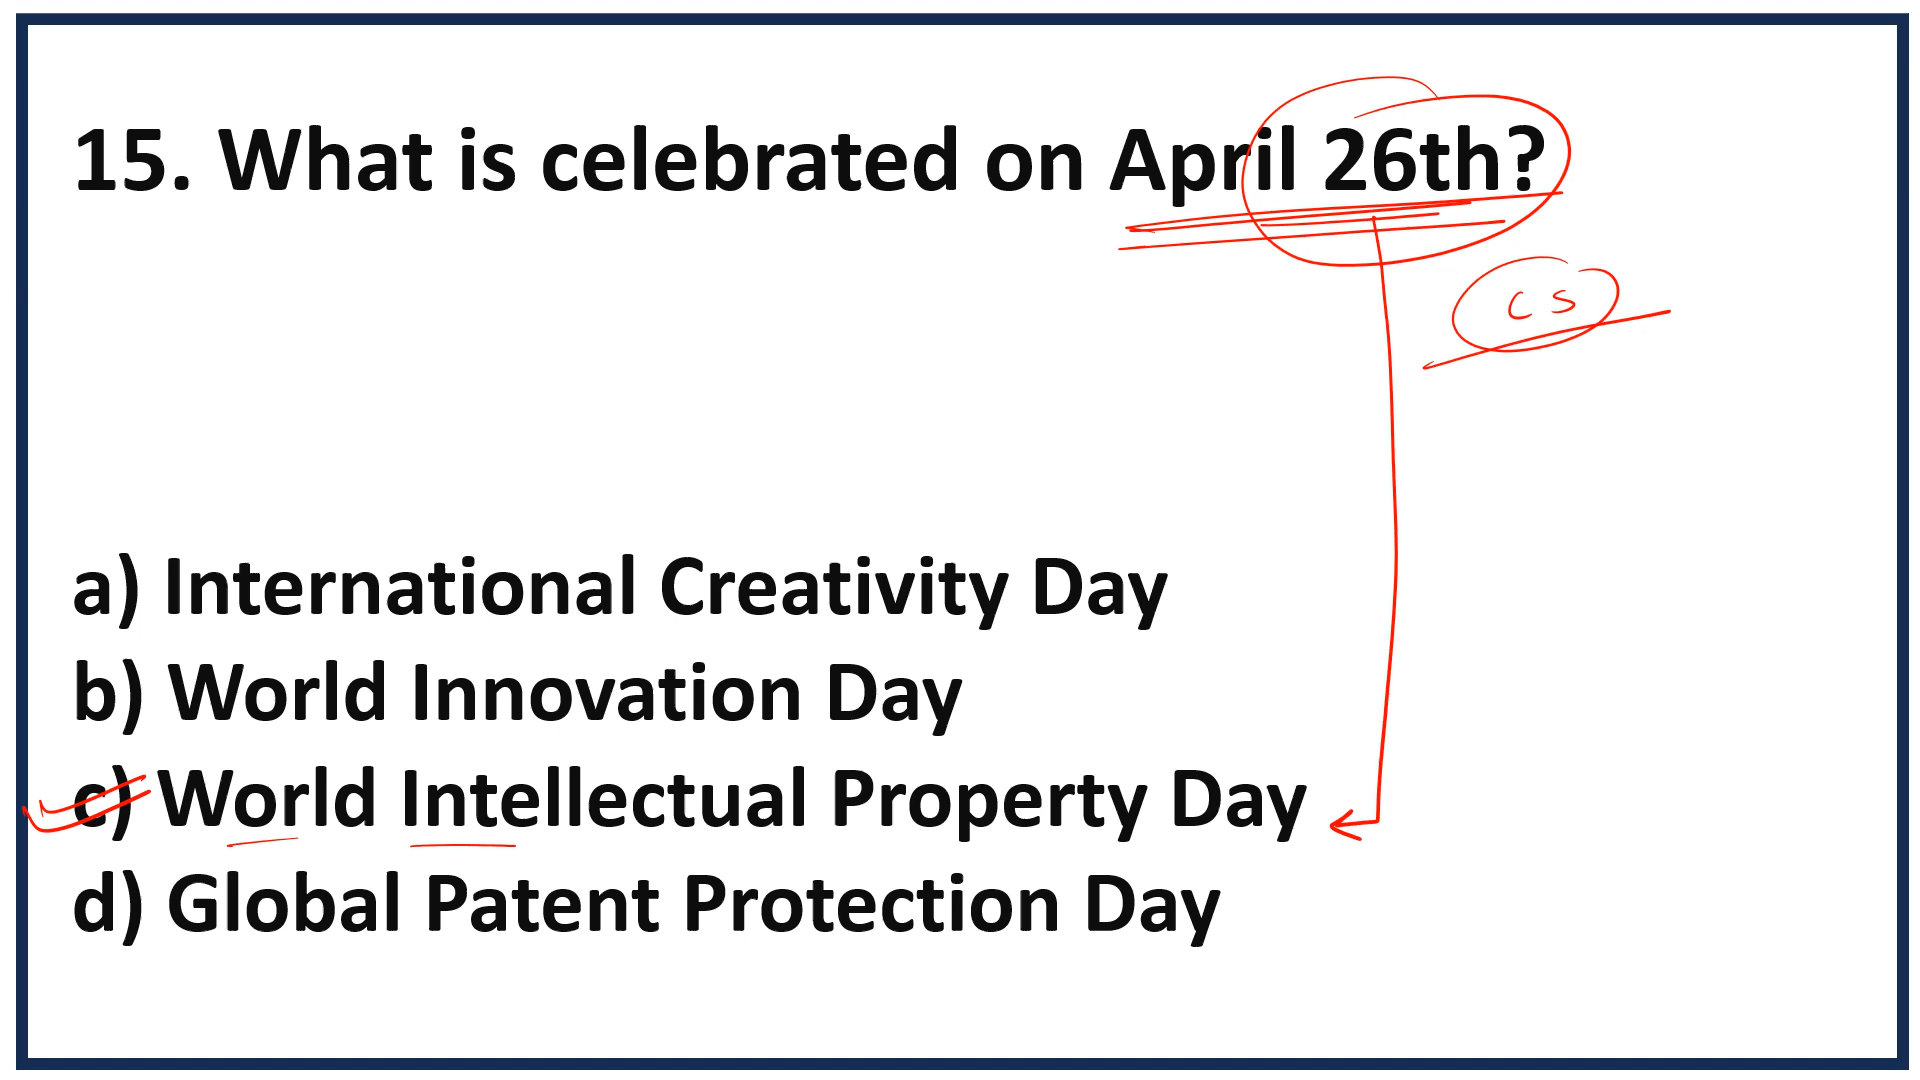 15. What is celebrated on April 26th?
cs
a) International Creativity Day
b) World Innovation Day
c) World Intellectual Property Day
d) Global Patent Protection Day